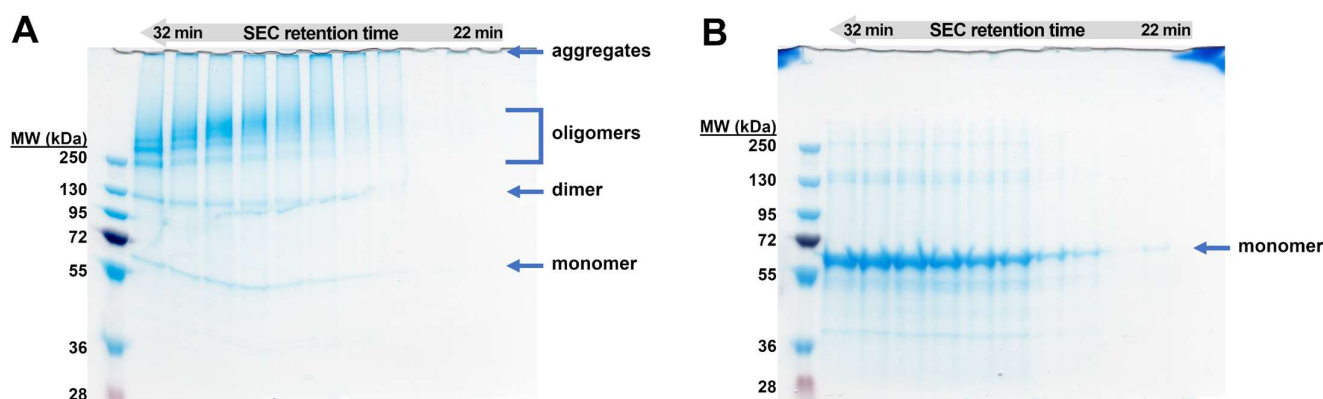 A
32 min SEC retention time 22 min
aggregates
oligomers
MW (kDa)
250
130
95
72
55
36
28
dimer
monomer
B
32 min SEC retention time 22 min
MW (kDa)
250
130
95
72
55
36
28
monomer